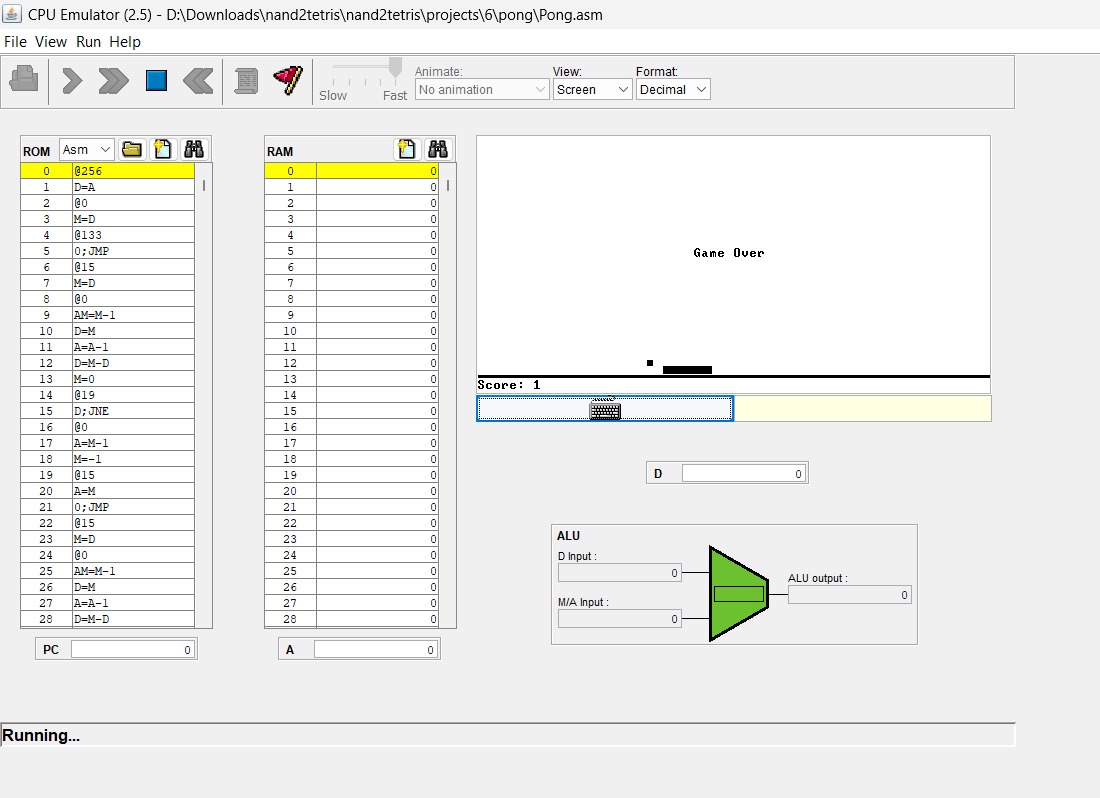 CPU Emulator (2.5) - D:\Downloads\nand2tetris\nand2tetris\projects\6\pong\Pong.asm
File View Run Help
Slow Fast
Animate:
No animation
View:
Screen
Format:
Decimal
ROM Asm
0 @256
1 D=A
2 @0
3 M=D
4 @133
5 0;JMP
6 @15
7 M=D
8 @0
9 AM=M-1
10 D=M
11 A=A-1
12 D=M-D
13 M=0
14 @19
15 D;JNE
16 @0
17 A=M-1
18 M=-1
19 @15
20 A=M
21 0;JMP
22 @15
23 M=D
24 @0
25 AM=M-1
26 D=M
27 A=A-1
28 D=M-D
PC 0
RAM
0 0
1 0
2 0
3 0
4 0
5 0
6 0
7 0
8 0
9 0
10 0
11 0
12 0
13 0
14 0
15 0
16 0
17 0
18 0
19 0
20 0
21 0
22 0
23 0
24 0
25 0
26 0
27 0
28 0
A 0
Game Over
Score: 1
D 0
ALU
D Input :
0
M/A Input :
0
ALU output :
0
Running...